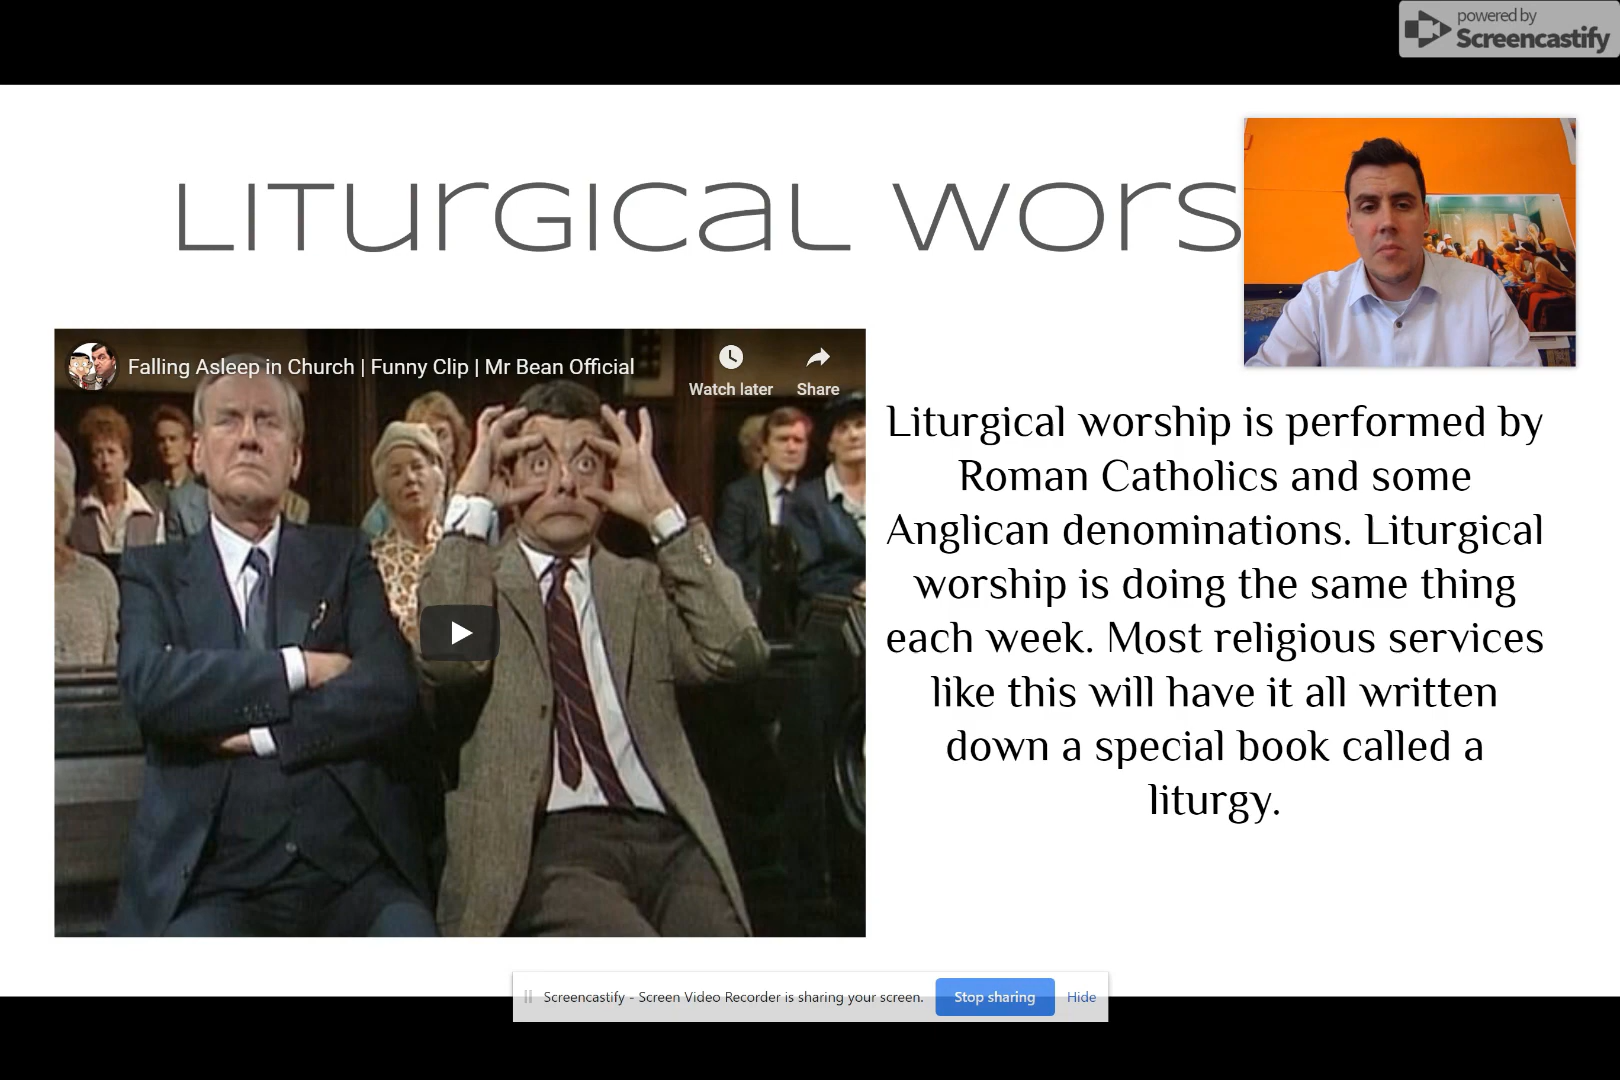 powered by
Screencastify
Liturgical Wors
Falling Asleep in Church | Funny Clip | Mr Bean Official
Watch later
Share
Liturgical worship is performed by
Roman Catholics and some
Anglican denominations. Liturgical
worship is doing the same thing
each week. Most religious services
like this will have it all written
down a special book called a
liturgy.
Screencastify - Screen Video Recorder is sharing your screen.
Stop sharing
Hide